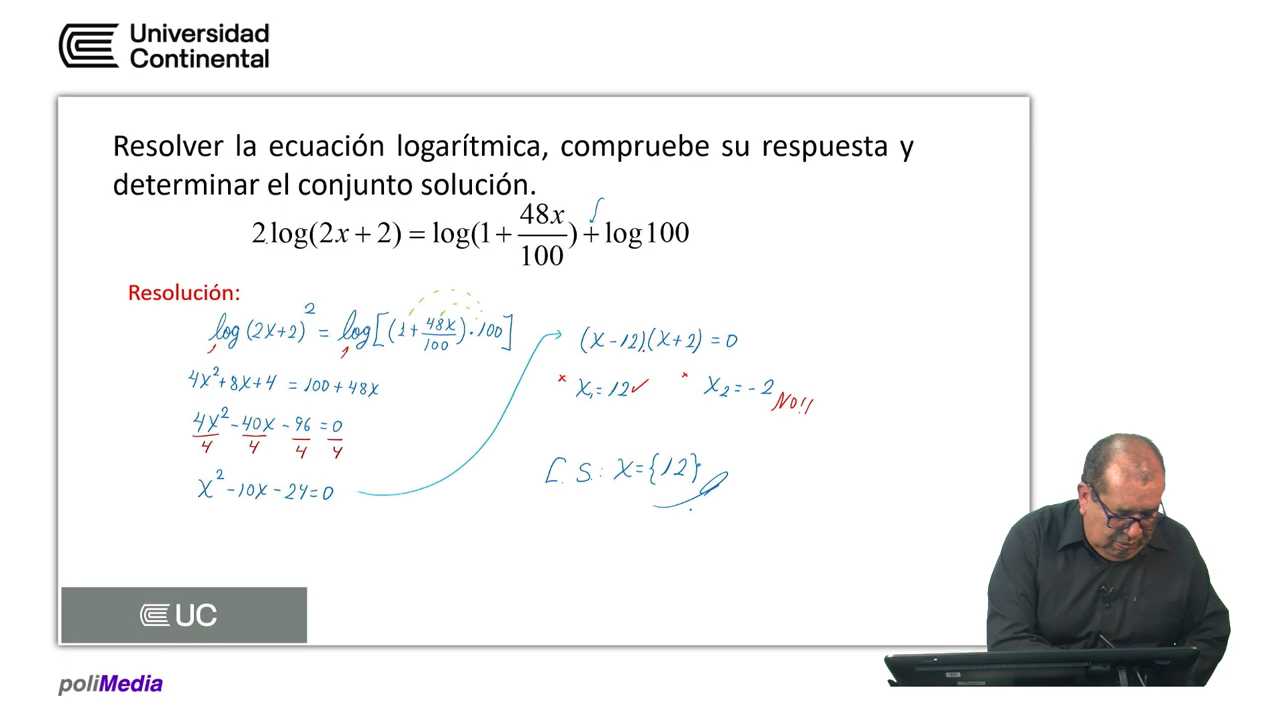 Universidad
Continental
Resolver la ecuación logarítmica, compruebe su respuesta y
determinar el conjunto solución.
2.log(2x + 2) = log(1 + 48x/100) + log100
Resolución:
log(2x+2)² = log[(1+48x/100)·100]
4x²+8x+4 = 100+48x
4x²/4 - 40x/4 - 96/4 = 0/4
x² - 10x - 24 = 0
(x-12)(x+2) = 0
x₁ = 12 ✓
x₂ = -2 NO!!
C. S.: x = {12}
UC
poliMedia